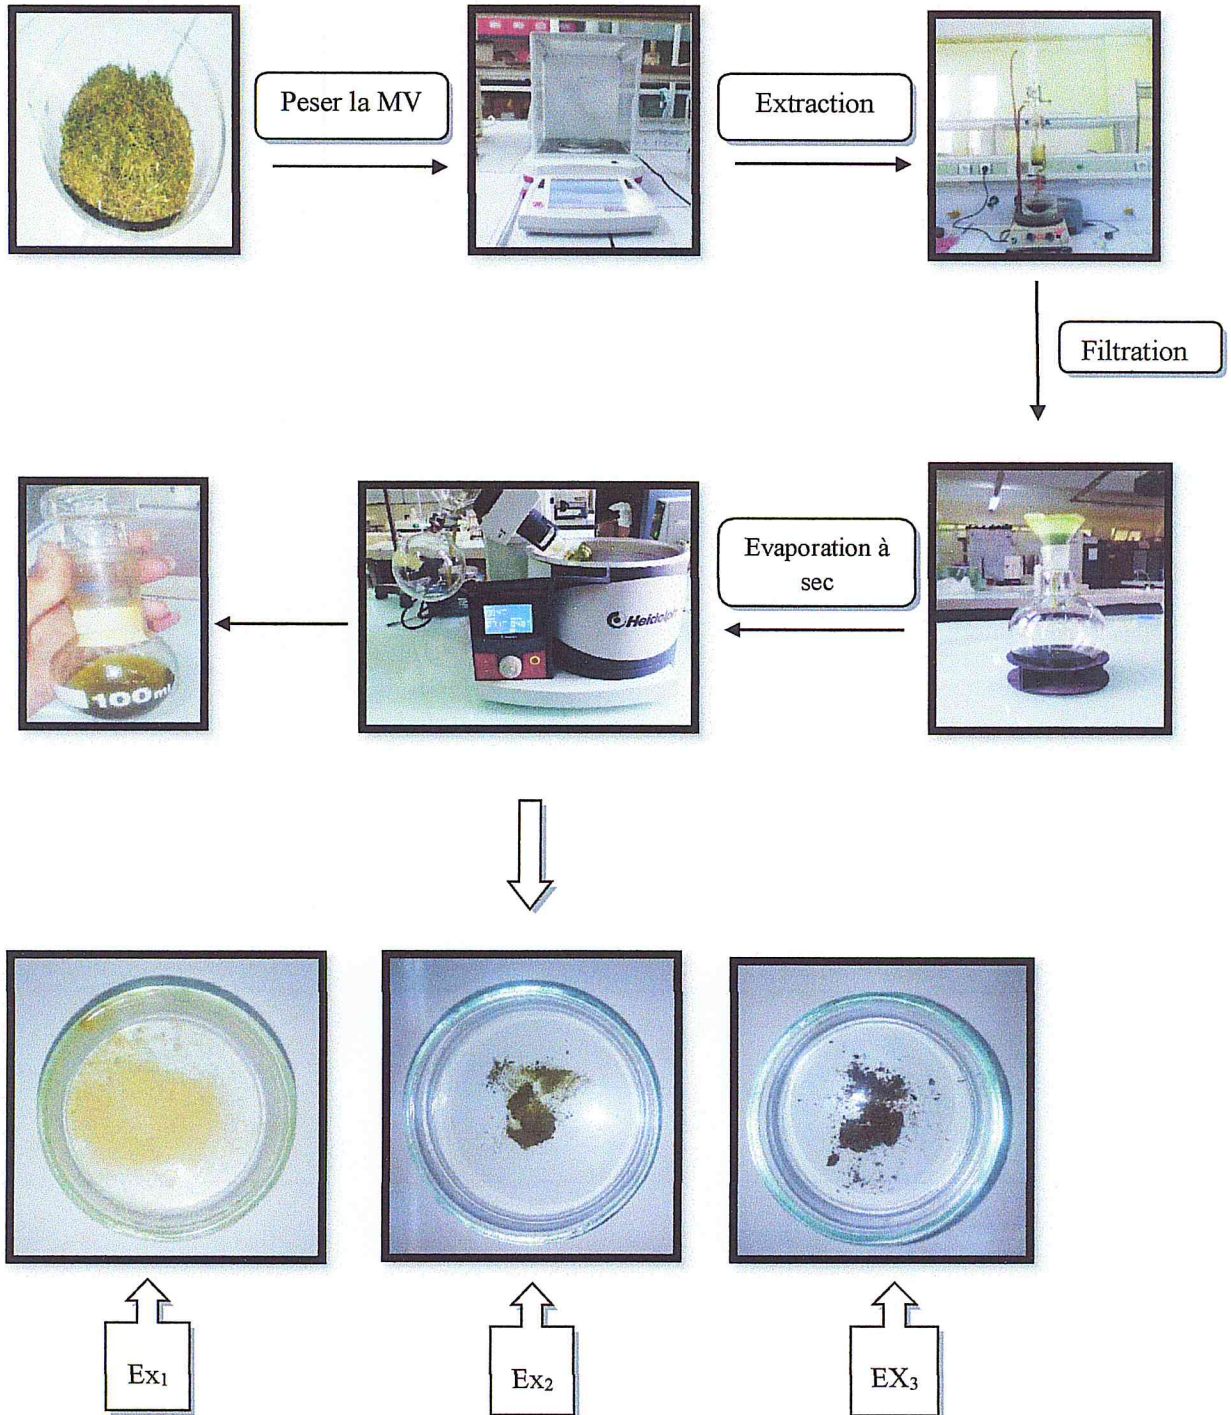 Peser la MV
Extraction
Filtration
Evaporation à
sec
100ml
Heidolph
Ex₁
Ex₂
EX₃